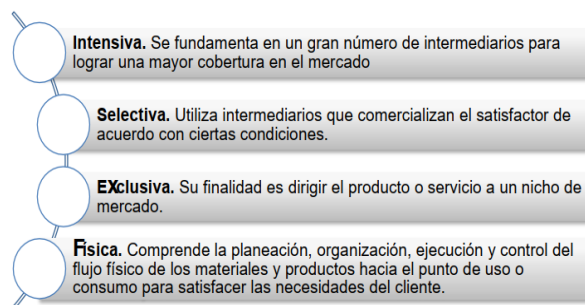 Intensiva. Se fundamenta en un gran número de intermediarios para
lograr una mayor cobertura en el mercado
Selectiva. Utiliza intermediarios que comercializan el satisfactor de
acuerdo con ciertas condiciones.
EXclusiva. Su finalidad es dirigir el producto o servicio a un nicho de
mercado.
Física. Comprende la planeación, organización, ejecución y control del
flujo físico de los materiales y productos hacia el punto de uso o
consumo para satisfacer las necesidades del cliente.